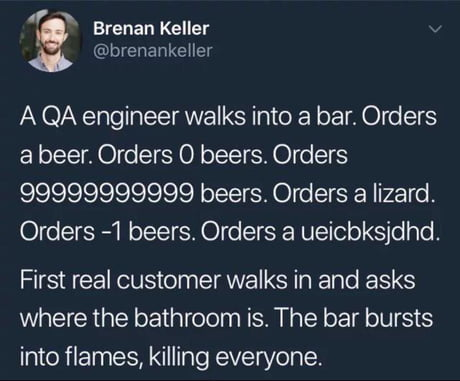 Brenan Keller
@brenankeller
A QA engineer walks into a bar. Orders
a beer. Orders 0 beers. Orders
99999999999 beers. Orders a lizard.
Orders -1 beers. Orders a ueicbksjdhd.
First real customer walks in and asks
where the bathroom is. The bar bursts
into flames, killing everyone.